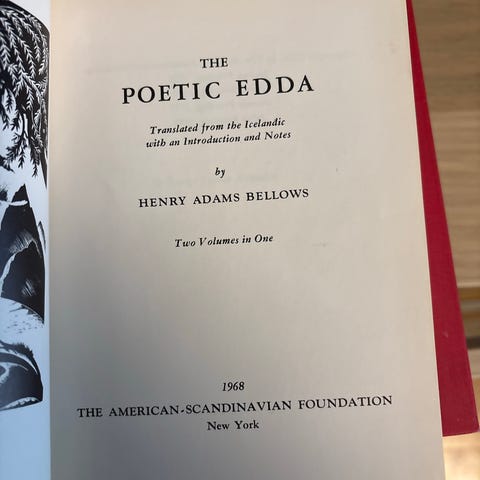 THE
POETIC EDDA
Translated from the Icelandic
with an Introduction and Notes
by
HENRY ADAMS BELLOWS
Two Volumes in One
1968
THE AMERICAN-SCANDINAVIAN FOUNDATION
New York